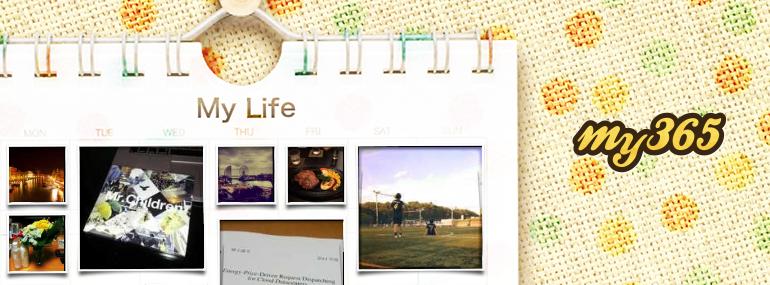 My Life
my365
MON TUE WED THU FRI SAT SUN
Mr.Children
Energy-Price-Driven Request Dispatching
for Cloud Data